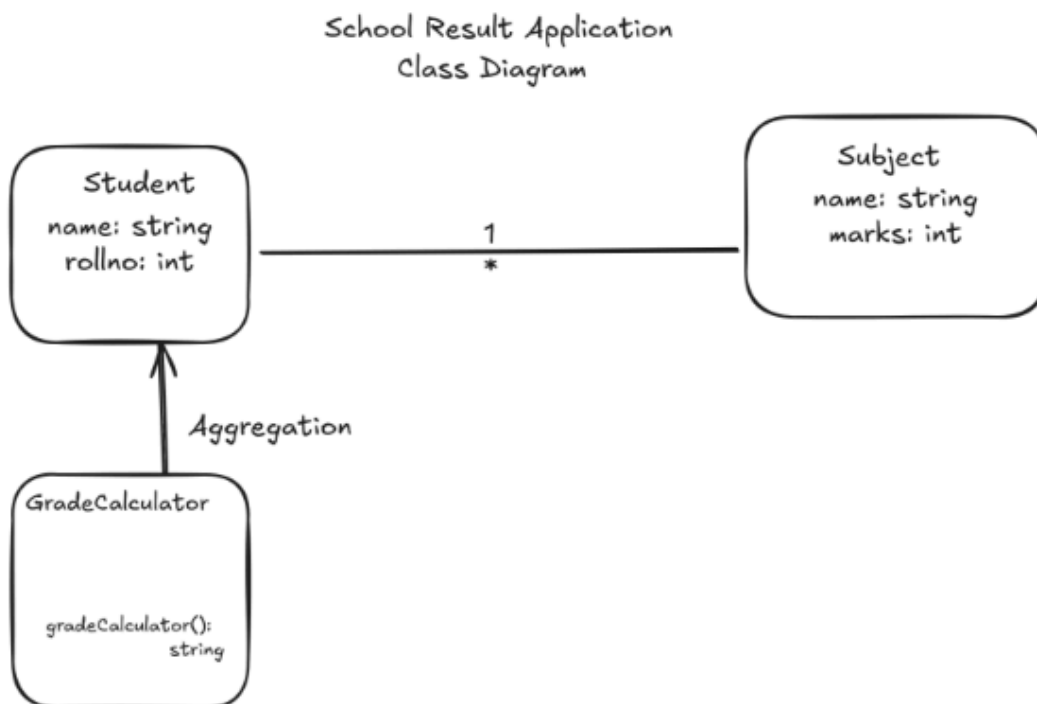 School Result Application
Class Diagram
Student
name: string
rollno: int
1
*
Subject
name: string
marks: int
Aggregation
GradeCalculator
gradeCalculator():
string